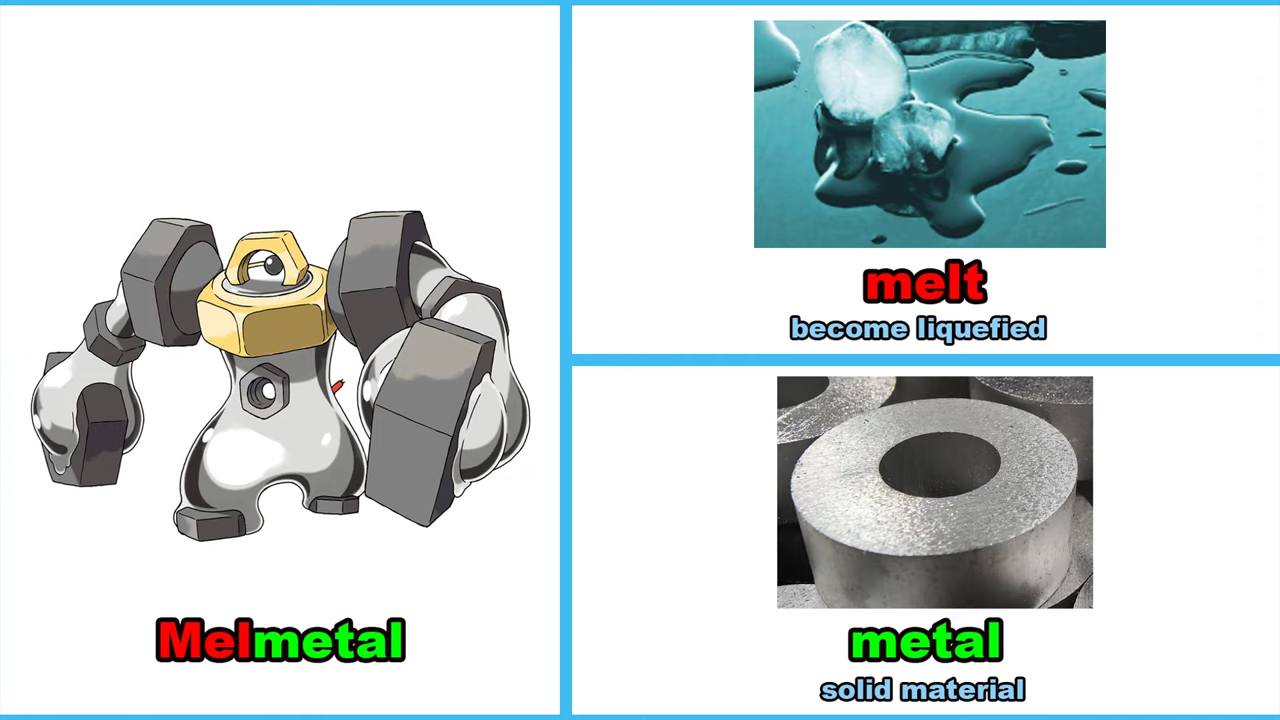 Melmetal
melt
become liquefied
metal
solid material